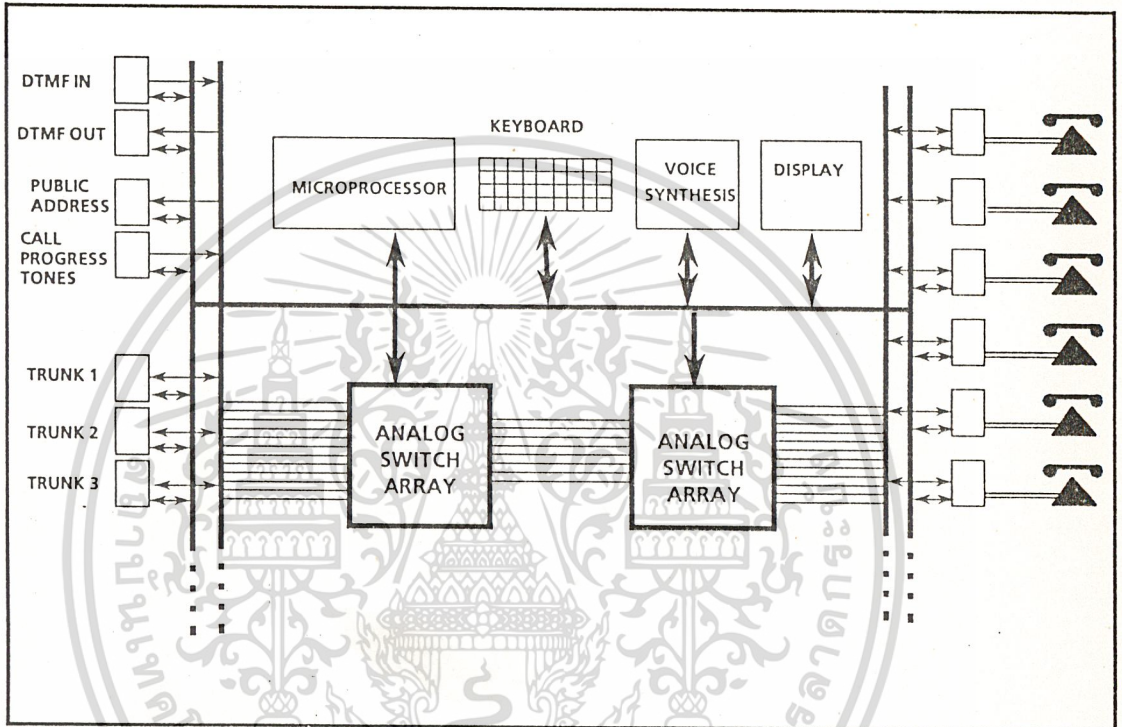 DTMF IN
DTMF OUT
PUBLIC
ADDRESS
CALL
PROGRESS
TONES
TRUNK 1
TRUNK 2
TRUNK 3
MICROPROCESSOR
KEYBOARD
VOICE
SYNTHESIS
DISPLAY
ANALOG
SWITCH
ARRAY
ANALOG
SWITCH
ARRAY